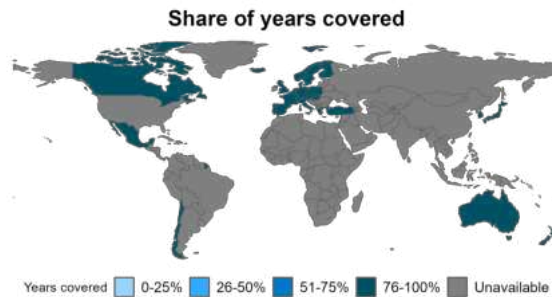 Share of years covered
Years covered 0-25% 26-50% 51-75% 76-100% Unavailable